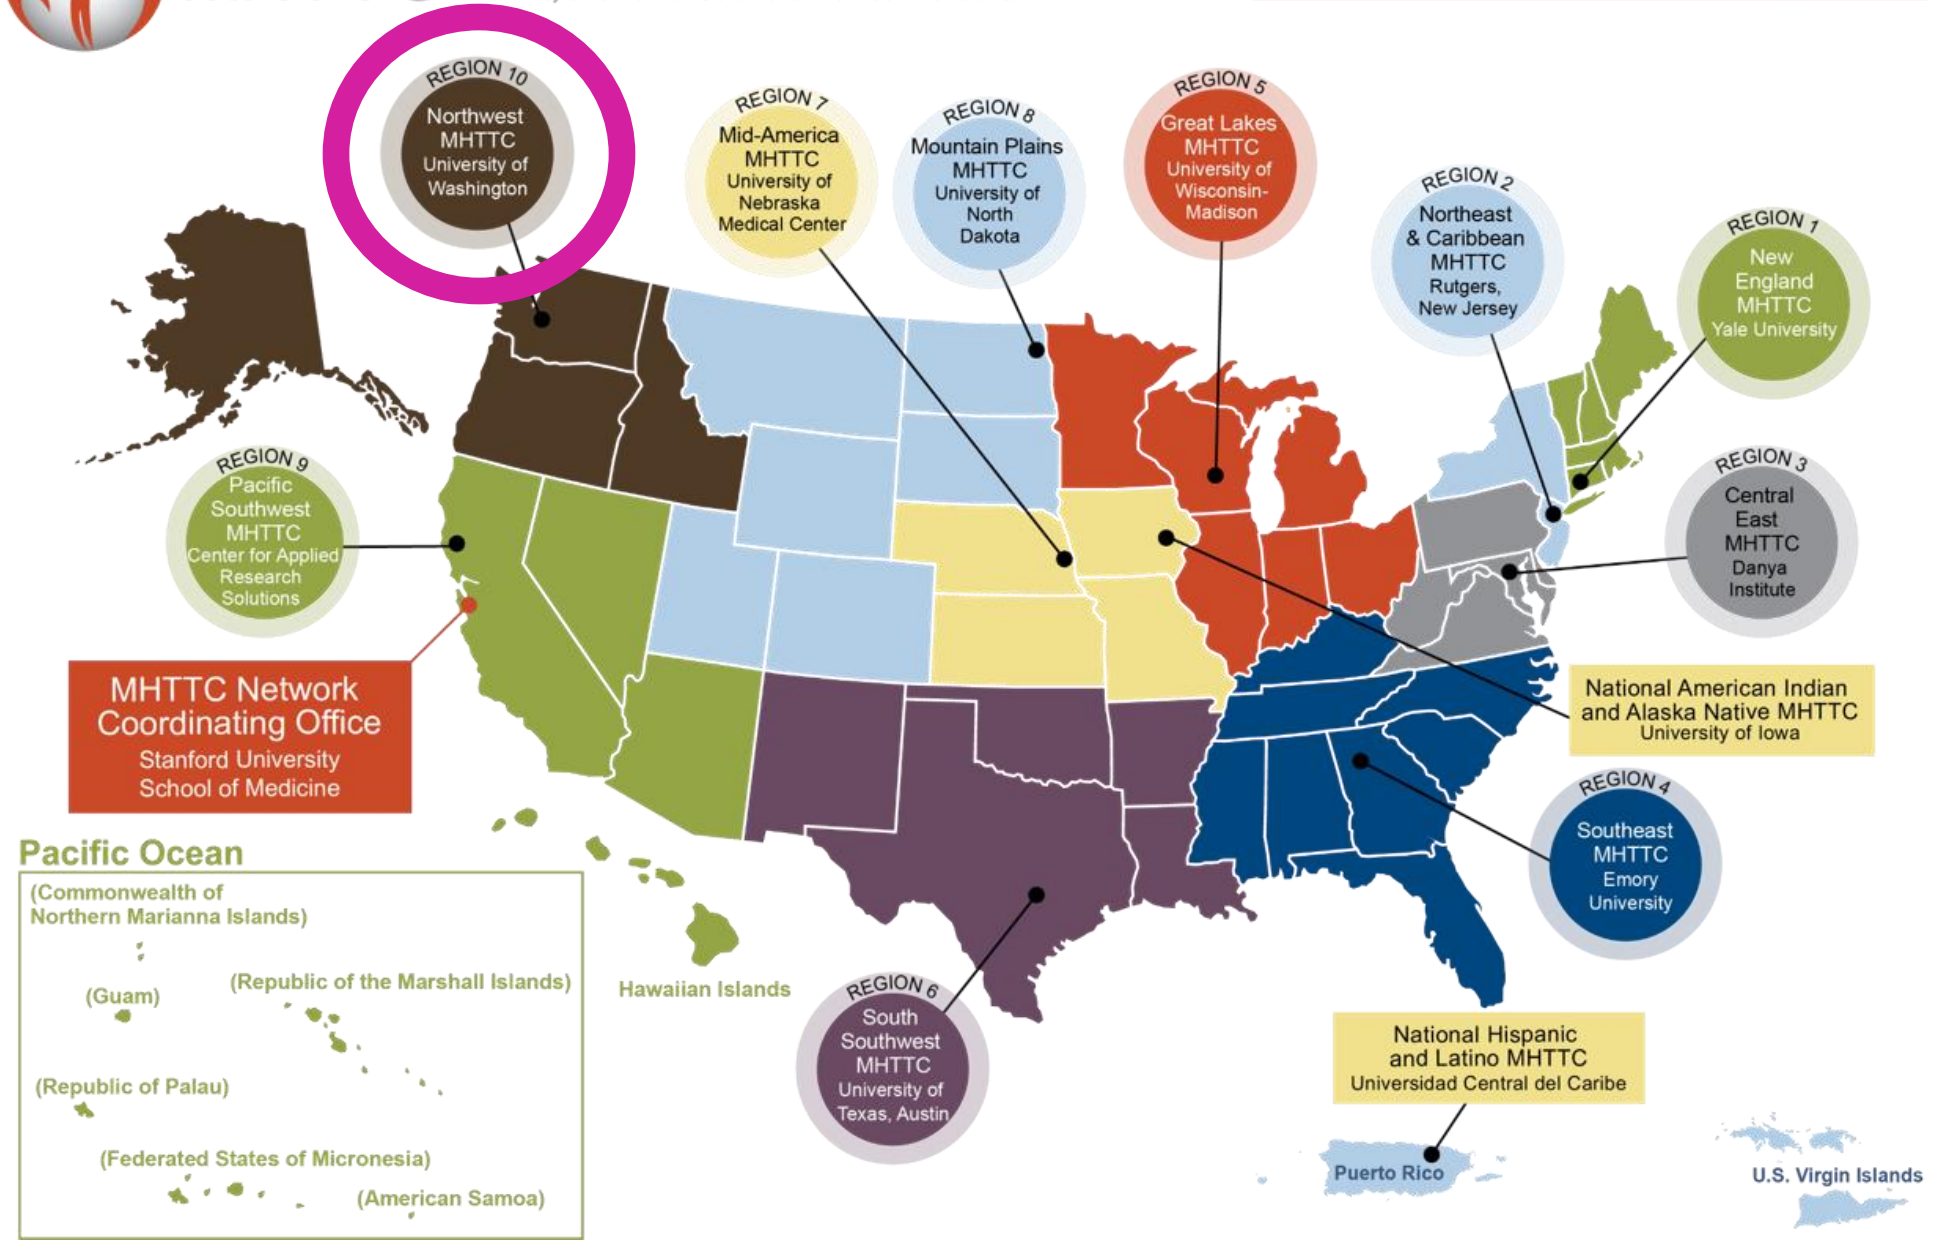 REGION 10
Northwest
MHTTC
University of
Washington
REGION 7
Mid-America
MHTTC
University of
Nebraska
Medical Center
REGION 8
Mountain Plains
MHTTC
University of
North
Dakota
REGION 5
Great Lakes
MHTTC
University of
Wisconsin-
Madison
REGION 2
Northeast
& Caribbean
MHTTC
Rutgers,
New Jersey
REGION 1
New
England
MHTTC
Yale University
REGION 9
Pacific
Southwest
MHTTC
Center for Applied
Research
Solutions
REGION 3
Central
East
MHTTC
Danya
Institute
MHTTC Network
Coordinating Office
Stanford University
School of Medicine
National American Indian
and Alaska Native MHTTC
University of Iowa
REGION 4
Southeast
MHTTC
Emory
University
Pacific Ocean
(Commonwealth of
Northern Marianna Islands)
(Guam)
(Republic of the Marshall Islands)
(Republic of Palau)
(Federated States of Micronesia)
(American Samoa)
Hawaiian Islands
REGION 6
South
Southwest
MHTTC
University of
Texas, Austin
National Hispanic
and Latino MHTTC
Universidad Central del Caribe
Puerto Rico
U.S. Virgin Islands